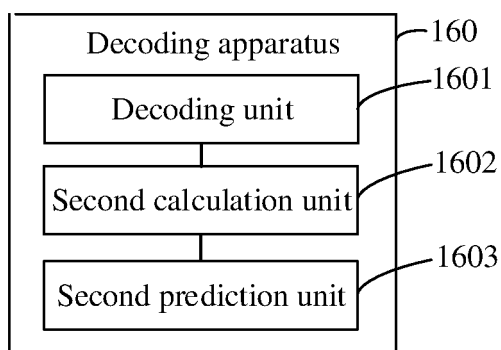 Decoding apparatus
160
Decoding unit
1601
Second calculation unit
1602
Second prediction unit
1603